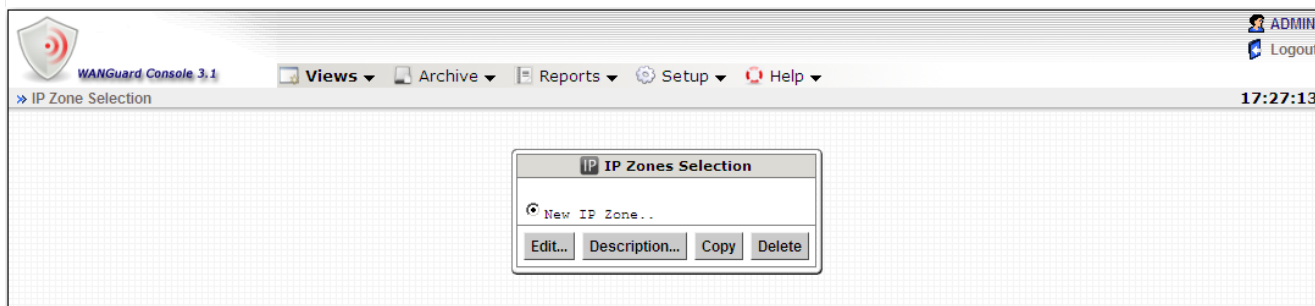 ADMIN
Logout
WANGuard Console 3.1
Views Archive Reports Setup Help
IP Zone Selection 17:27:13
IP IP Zones Selection
New IP Zone..
Edit... Description... Copy Delete